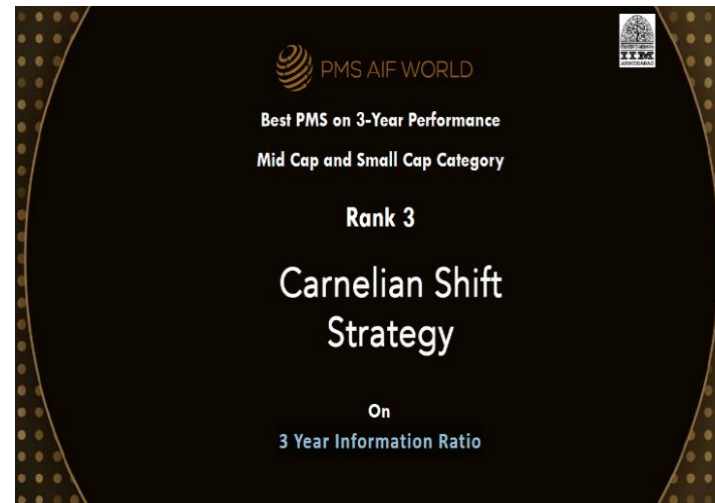 PMS AIF WORLD
IIM
Best PMS on 3-Year Performance
Mid Cap and Small Cap Category
Rank 3
Carnelian Shift
Strategy
On
3 Year Information Ratio